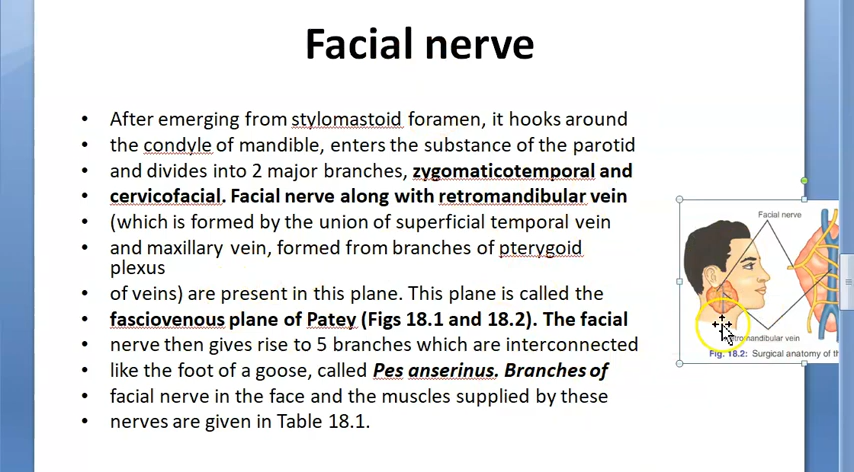 Facial nerve
• After emerging from stylomastoid foramen, it hooks around
• the condyle of mandible, enters the substance of the parotid
• and divides into 2 major branches, zygomaticotemporal and
• cervicofacial. Facial nerve along with retromandibular vein
• (which is formed by the union of superficial temporal vein
• and maxillary vein, formed from branches of pterygoid
plexus
• of veins) are present in this plane. This plane is called the
• fasciovenous plane of Patey (Figs 18.1 and 18.2). The facial
• nerve then gives rise to 5 branches which are interconnected
• like the foot of a goose, called Pes anserinus. Branches of
• facial nerve in the face and the muscles supplied by these
• nerves are given in Table 18.1.
Facial nerve
vein
Fig. 18.2: Surgical anatomy of th